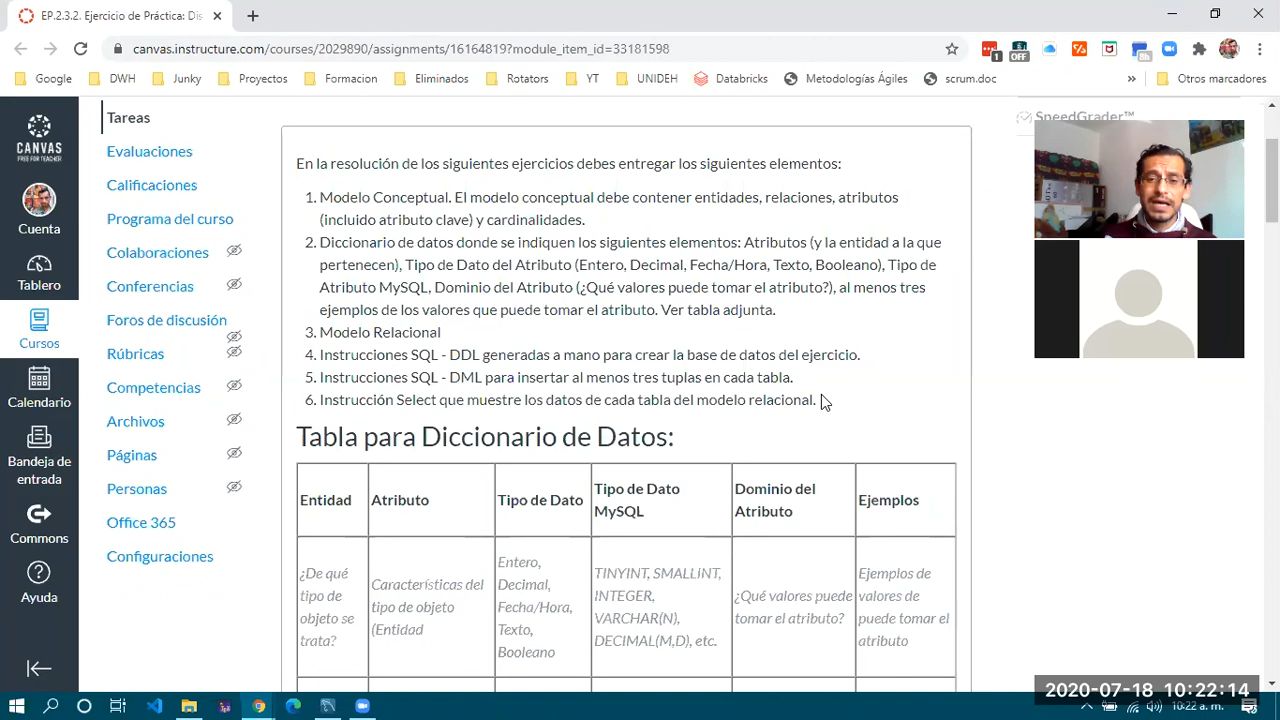 EP.2.3.2. Ejercicio de Práctica: Dis
canvas.instructure.com/courses/2029890/assignments/16164819?module_item_id=33181598
1
OFF
8h
Google
DWH
Junky
Proyectos
Formacion
Eliminados
Rotators
YT
UNIDEH
Databricks
Metodologías Ágiles
scrum.doc
»
Otros marcadores
CANVAS
FREE FOR TEACHER
Cuenta
Tablero
Cursos
Calendario
Bandeja de
entrada
Commons
Ayuda
Tareas
Evaluaciones
Calificaciones
Programa del curso
Colaboraciones
Conferencias
Foros de discusión
Rúbricas
Competencias
Archivos
Páginas
Personas
Office 365
Configuraciones
SpeedGrader™
En la resolución de los siguientes ejercicios debes entregar los siguientes elementos:
1. Modalo Conceptual. El modelo conceptual debe contener entidades, relaciones, atributos
(incluido atributo clave) y cardinalidades.
2. Diccionario de datos donde se indiquen los siguientes elementos: Atributos (y la entidad a la que
pertenecen), Tipo de Dato del Atributo (Entero, Decimal, Fecha/Hora, Texto, Booleano), Tipo de
Atributo MySQL, Dominio del Atributo (¿Qué valores puede tomar el atributo?), al menos tres
ejemplos de los valores que puede tomar el atributo. Ver tabla adjunta.
3. Modelo Relacional
4. Instrucciones SQL - DDL generadas a mano para crear la base de datos del ejercicio.
5. Instrucciones SQL - DML para insertar al menos tres tuplas en cada tabla.
6. Instrucción Select que muestre los datos de cada tabla del modelo relacional.
Tabla para Diccionario de Datos:
Entidad
Atributo
Tipo de Dato
Tipo de Dato
MySQL
Dominio del
Atributo
Ejemplos
¿De qué
tipo de
objeto se
trata?
Características del
tipo de objeto
(Entidad
Entero,
Decimal,
Fecha/Hora,
Texto,
Booleano
TINYINT, SMALLINT,
INTEGER,
VARCHAR(N),
DECIMAL(M,D), etc.
¿Qué valores puede
tomar el atributo?
Ejemplos de
valores de
puede tomar el
atributo
2020-07-18 10:22:14
10:22 a. m.